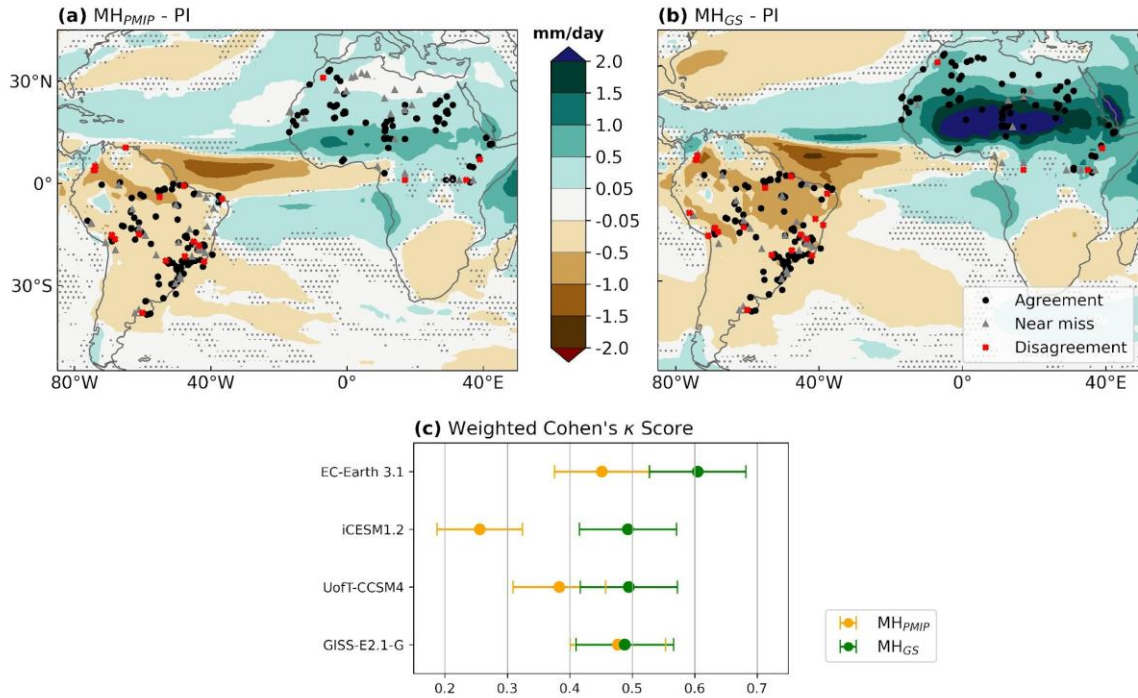 (a) MH_PMIP - PI
(b) MH_GS - PI
mm/day
30°N
0°
30°S
80°W
40°W
0°
40°E
2.0
1.5
1.0
0.5
0.05
-0.05
-0.5
-1.0
-1.5
-2.0
Agreement
Near miss
Disagreement
80°W
40°W
0°
40°E
(c) Weighted Cohen's κ Score
EC-Earth 3.1
iCESM1.2
UofT-CCSM4
GISS-E2.1-G
0.2 0.3 0.4 0.5 0.6 0.7
MH_PMIP
MH_GS